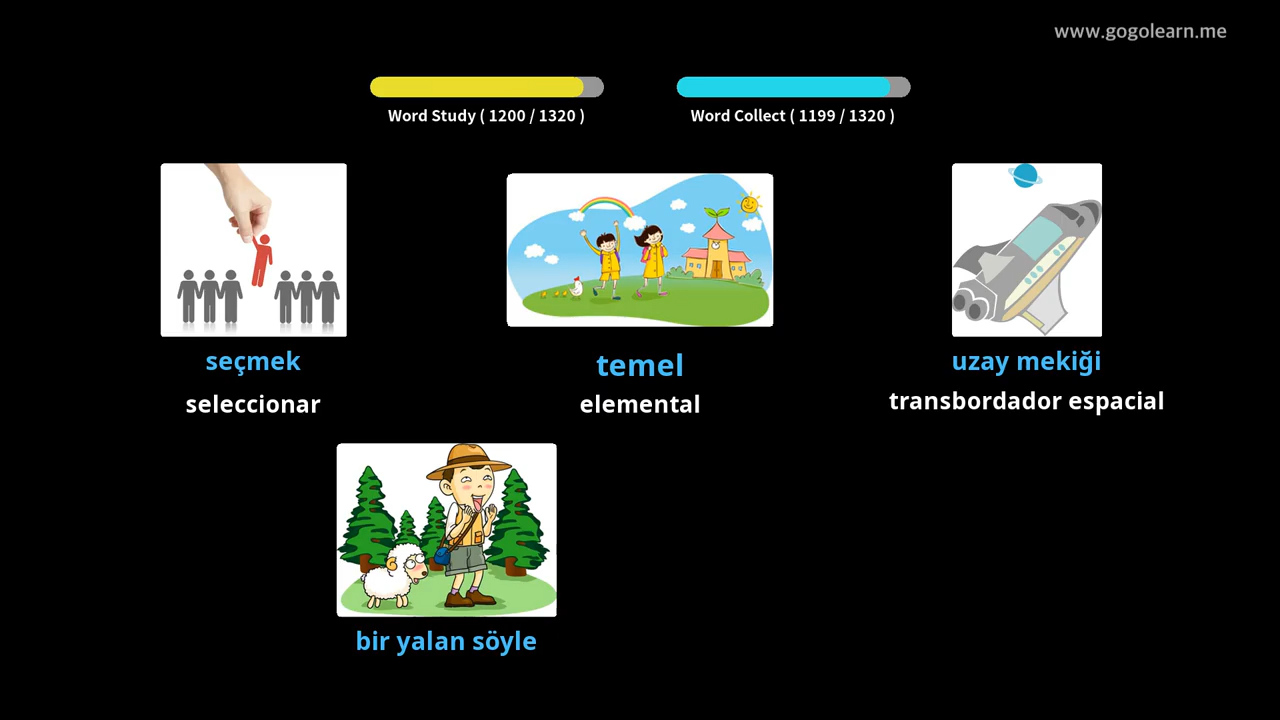 www.gogolearn.me
Word Study ( 1200 / 1320 )
Word Collect ( 1199 / 1320 )
seçmek
seleccionar
temel
elemental
uzay mekiği
transbordador espacial
bir yalan söyle